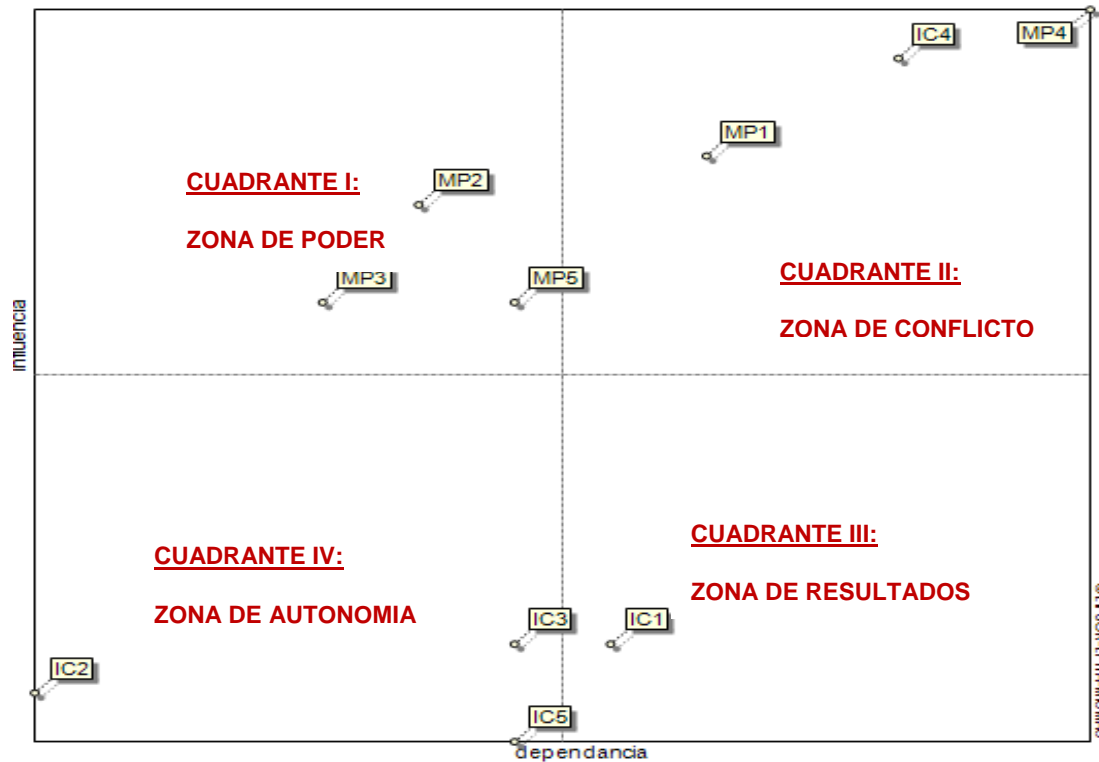 IC4
MP4
MP1
CUADRANTE I:
MP2
ZONA DE PODER
MP3
MP5
CUADRANTE II:
ZONA DE CONFLICTO
influencia
CUADRANTE III:
CUADRANTE IV:
ZONA DE RESULTADOS
ZONA DE AUTONOMIA
IC3
IC1
IC2
IC5
dependancia